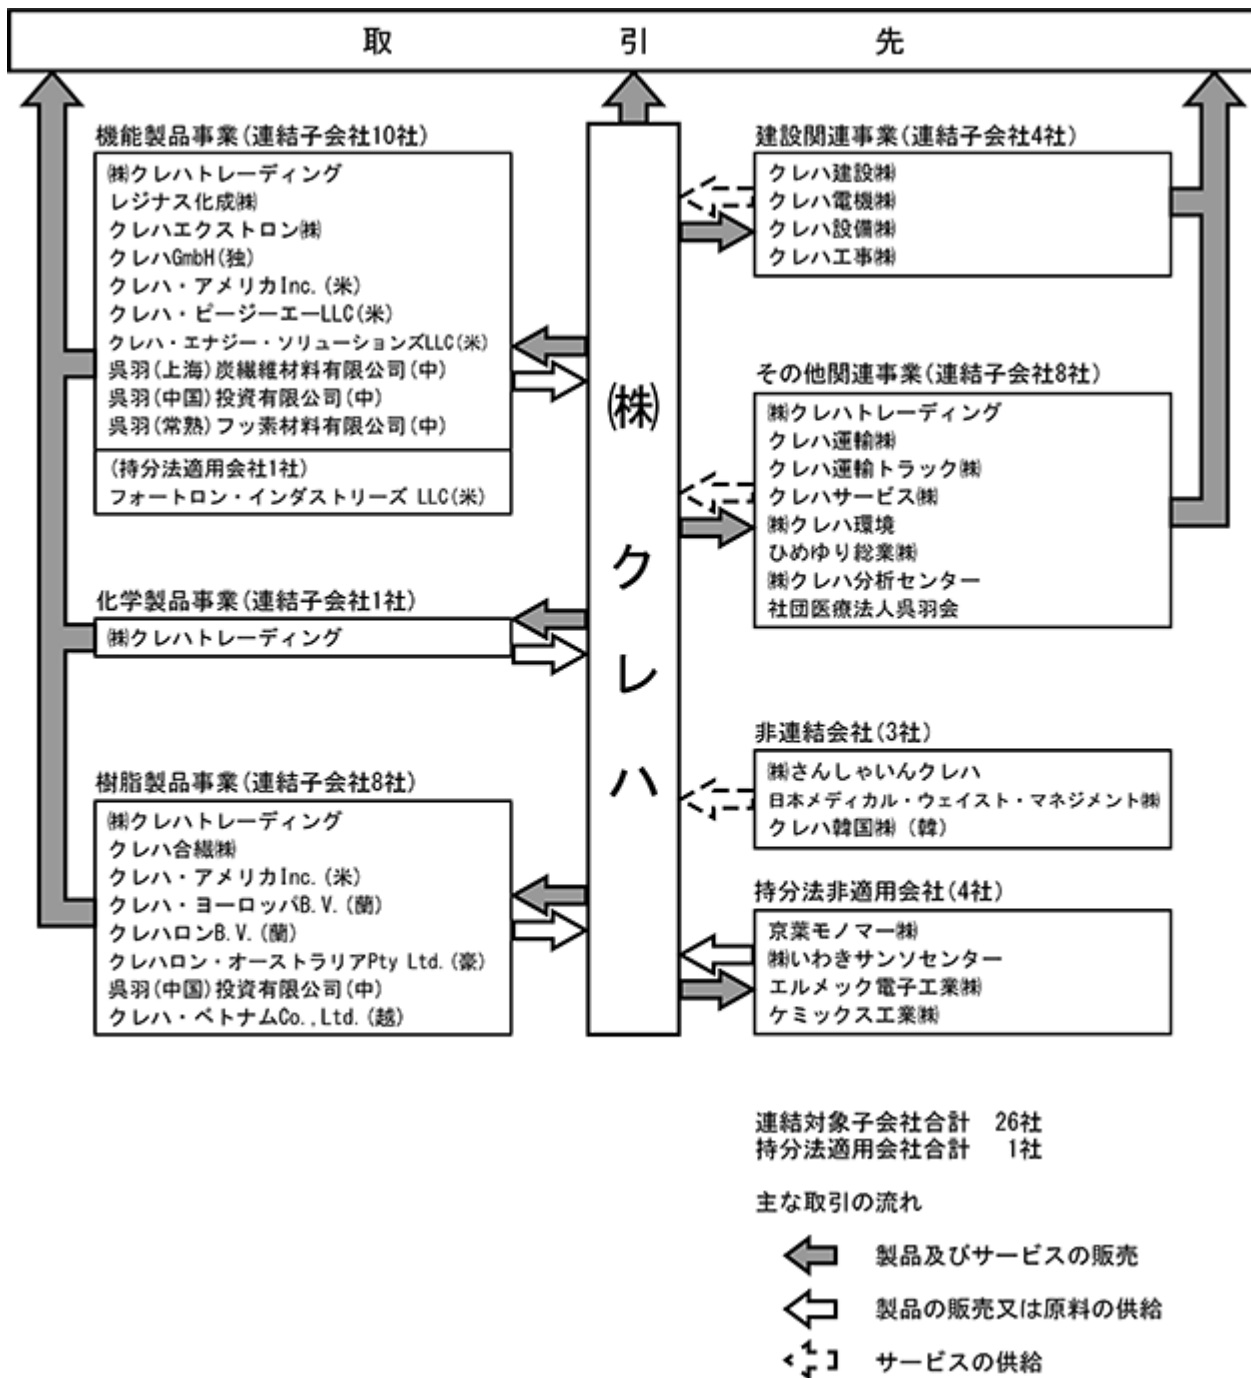 取引先
機能製品事業(連結子会社10社)
㈱クレハトレーディング
レジナス化成㈱
クレハエクストロン㈱
クレハGmbH(独)
クレハ・アメリカInc.(米)
クレハ・ピージーエーLLC(米)
クレハ・エナジー・ソリューションズLLC(米)
呉羽(上海)炭繊維材料有限公司(中)
呉羽(中国)投資有限公司(中)
呉羽(常熟)フッ素材料有限公司(中)
(持分法適用会社1社)
フォートロン・インダストリーズ LLC(米)
化学製品事業(連結子会社1社)
㈱クレハトレーディング
樹脂製品事業(連結子会社8社)
㈱クレハトレーディング
クレハ合繊㈱
クレハ・アメリカInc.(米)
クレハ・ヨーロッパB.V.(蘭)
クレハロンB.V.(蘭)
クレハロン・オーストラリアPty Ltd.(豪)
呉羽(中国)投資有限公司(中)
クレハ・ベトナムCo.,Ltd.(越)
㈱クレハ
建設関連事業(連結子会社4社)
クレハ建設㈱
クレハ電機㈱
クレハ設備㈱
クレハ工事㈱
その他関連事業(連結子会社8社)
㈱クレハトレーディング
クレハ運輸㈱
クレハ運輸トラック㈱
クレハサービス㈱
㈱クレハ環境
ひめゆり総業㈱
㈱クレハ分析センター
社団医療法人呉羽会
非連結会社(3社)
㈱さんしゃいんクレハ
日本メディカル・ウェイスト・マネジメント㈱
クレハ韓国㈱(韓)
持分法非適用会社(4社)
京葉モノマー㈱
㈱いわきサンソセンター
エルメック電子工業㈱
ケミックス工業㈱
連結対象子会社合計 26社
持分法適用会社合計 1社
主な取引の流れ
製品及びサービスの販売
製品の販売又は原料の供給
サービスの供給